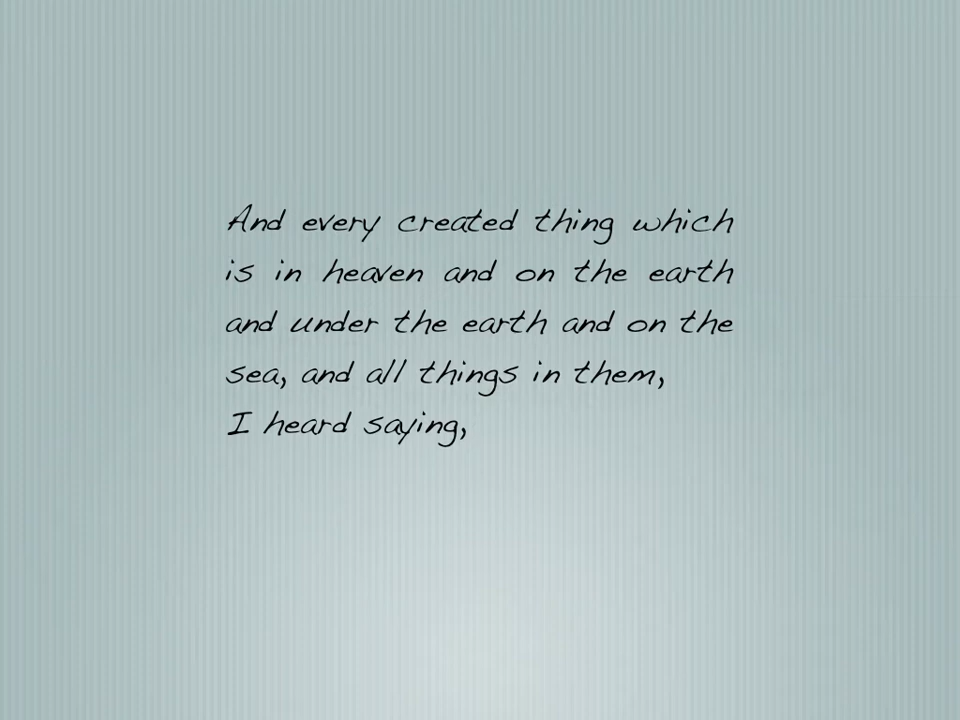 And every created thing which
is in heaven and on the earth
and under the earth and on the
sea, and all things in them,
I heard saying,